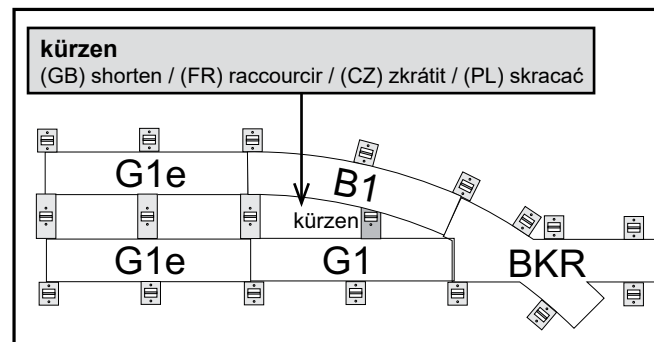 kürzen
(GB) shorten / (FR) raccourcir / (CZ) zkrátit / (PL) skracać
G1e
B1
kürzen
G1e
G1
BKR